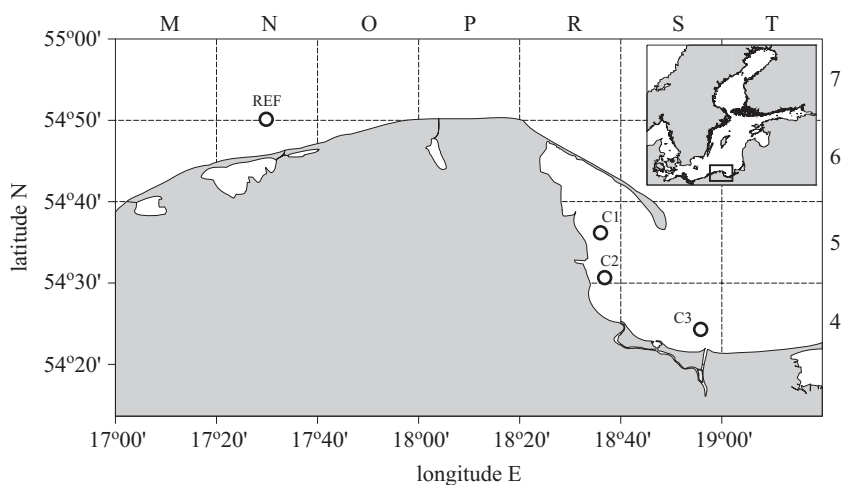 M N O P R S T
55°00'
7
REF
54°50'
6
54°40'
C1
5
C2
54°30'
C3
4
54°20'
latitude N
17°00' 17°20' 17°40' 18°00' 18°20' 18°40' 19°00'
longitude E